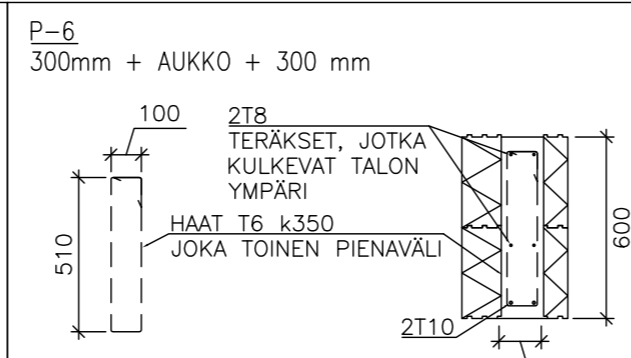 P-6
300mm + AUKKO + 300 mm
100
2T8
TERÄKSET, JOTKA
KULKEVAT TALON
YMPÄRI
HAAT T6 k350
JOKA TOINEN PIENAVÄLI
510
600
2T10